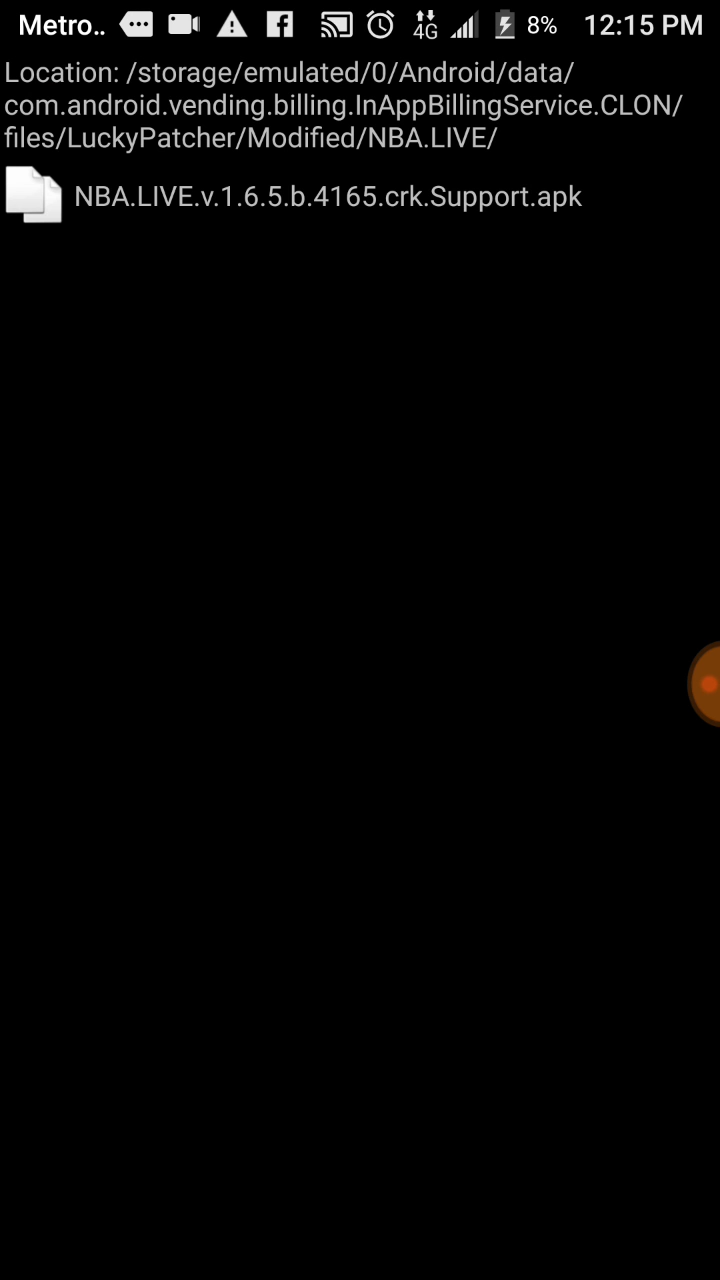 Metro.. 4G 8% 12:15 PM
Location: /storage/emulated/0/Android/data/
com.android.vending.billing.InAppBillingService.CLON/
files/LuckyPatcher/Modified/NBA.LIVE/
NBA.LIVE.v.1.6.5.b.4165.crk.Support.apk